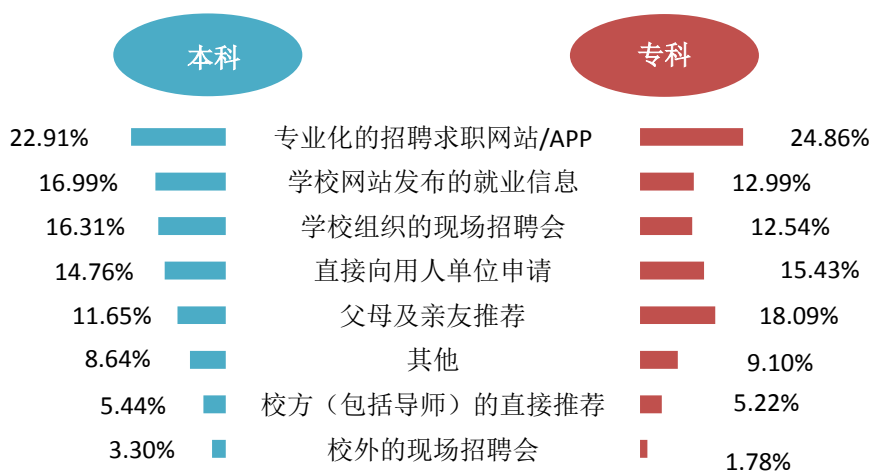 本科 专科
22.91% 专业化的招聘求职网站/APP 24.86%
16.99% 学校网站发布的就业信息 12.99%
16.31% 学校组织的现场招聘会 12.54%
14.76% 直接向用人单位申请 15.43%
11.65% 父母及亲友推荐 18.09%
8.64% 其他 9.10%
5.44% 校方（包括导师）的直接推荐 5.22%
3.30% 校外的现场招聘会 1.78%